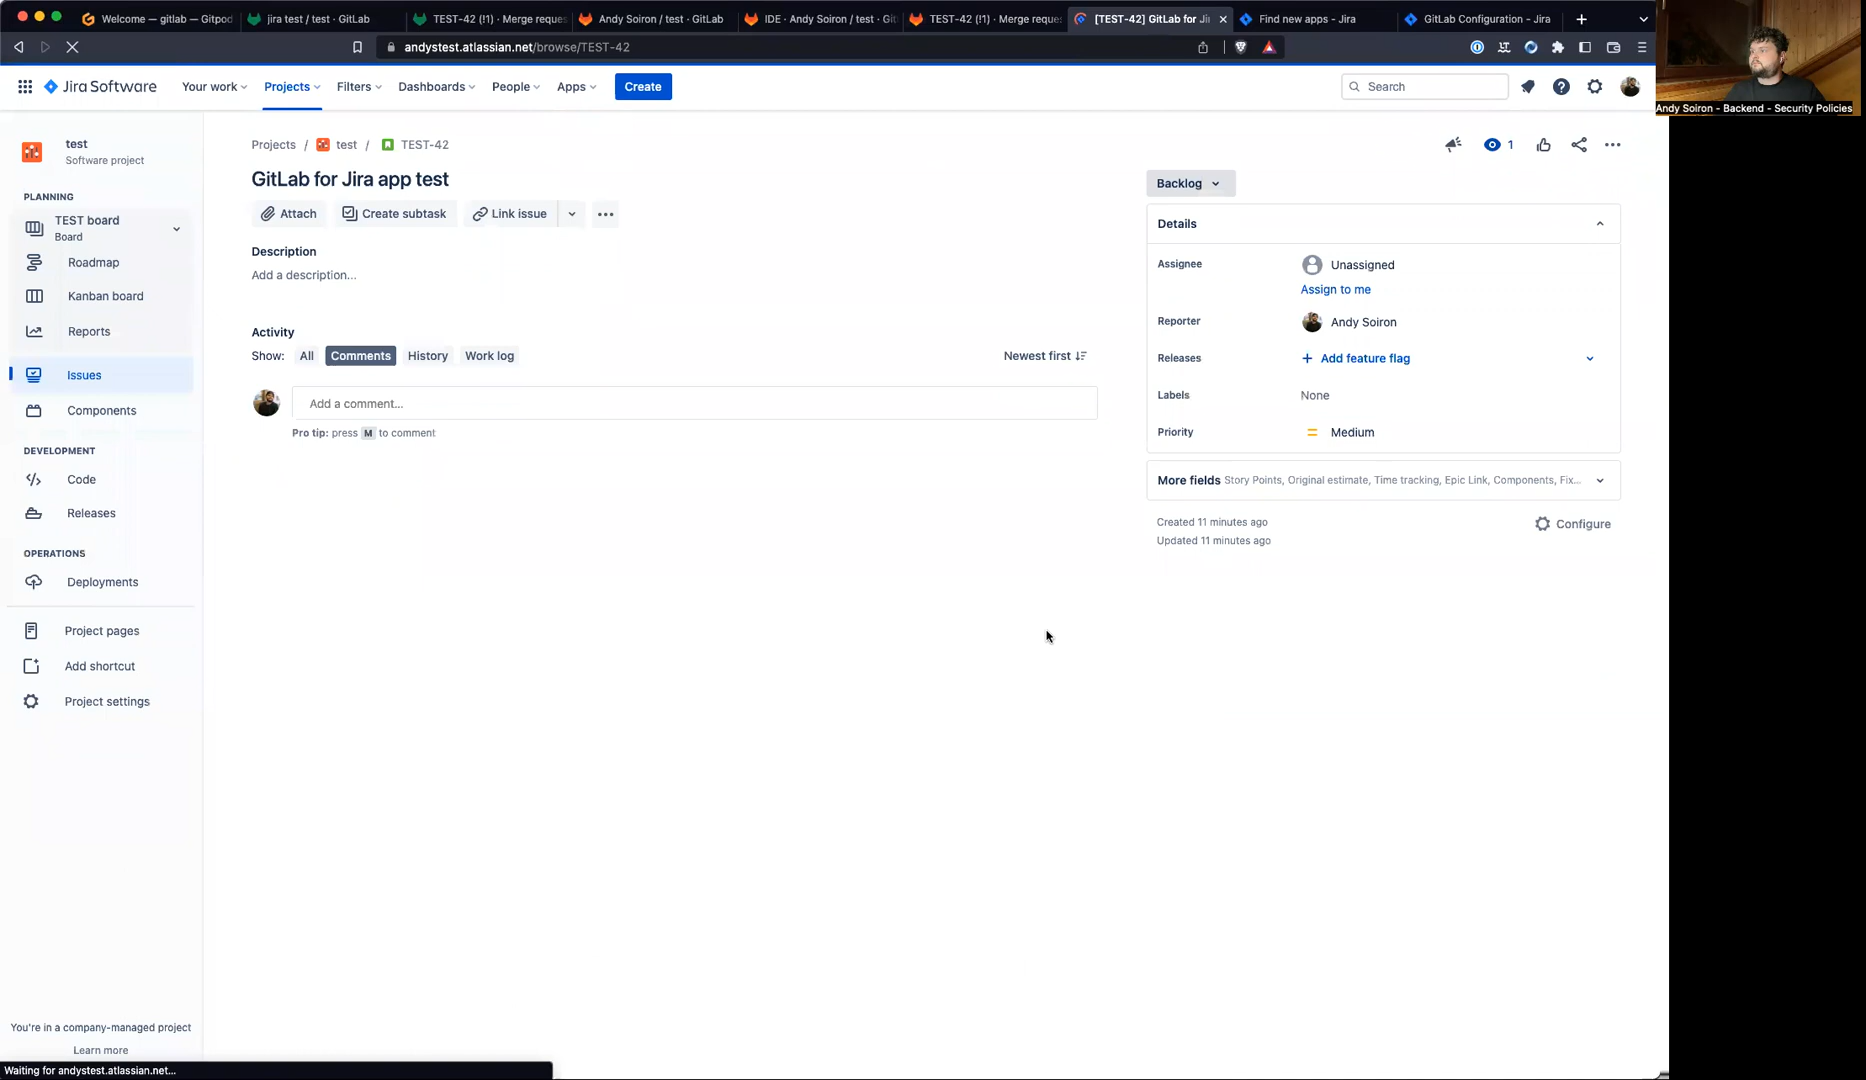 Welcome — gitlab — Gitpod
jira test / test · GitLab
TEST-42 (!1) · Merge reques
Andy Soiron / test · GitLab
IDE · Andy Soiron / test · Git
TEST-42 (!1) · Merge reques
[TEST-42] GitLab for Ji
Find new apps - Jira
GitLab Configuration - Jira
andystest.atlassian.net/browse/TEST-42
Jira Software
Your work
Projects
Filters
Dashboards
People
Apps
Create
Search
Andy Soiron - Backend - Security Policies
test
Software project
PLANNING
TEST board
Board
Roadmap
Kanban board
Reports
Issues
Components
DEVELOPMENT
Code
Releases
OPERATIONS
Deployments
Project pages
Add shortcut
Project settings
You're in a company-managed project
Learn more
Waiting for andystest.atlassian.net...
Projects / test / TEST-42
1
GitLab for Jira app test
Attach
Create subtask
Link issue
Description
Add a description...
Activity
Show: All Comments History Work log
Newest first
Add a comment...
Pro tip: press M to comment
Backlog
Details
Assignee
Unassigned
Assign to me
Reporter
Andy Soiron
Releases
Add feature flag
Labels
None
Priority
Medium
More fields Story Points, Original estimate, Time tracking, Epic Link, Components, Fix...
Created 11 minutes ago
Updated 11 minutes ago
Configure